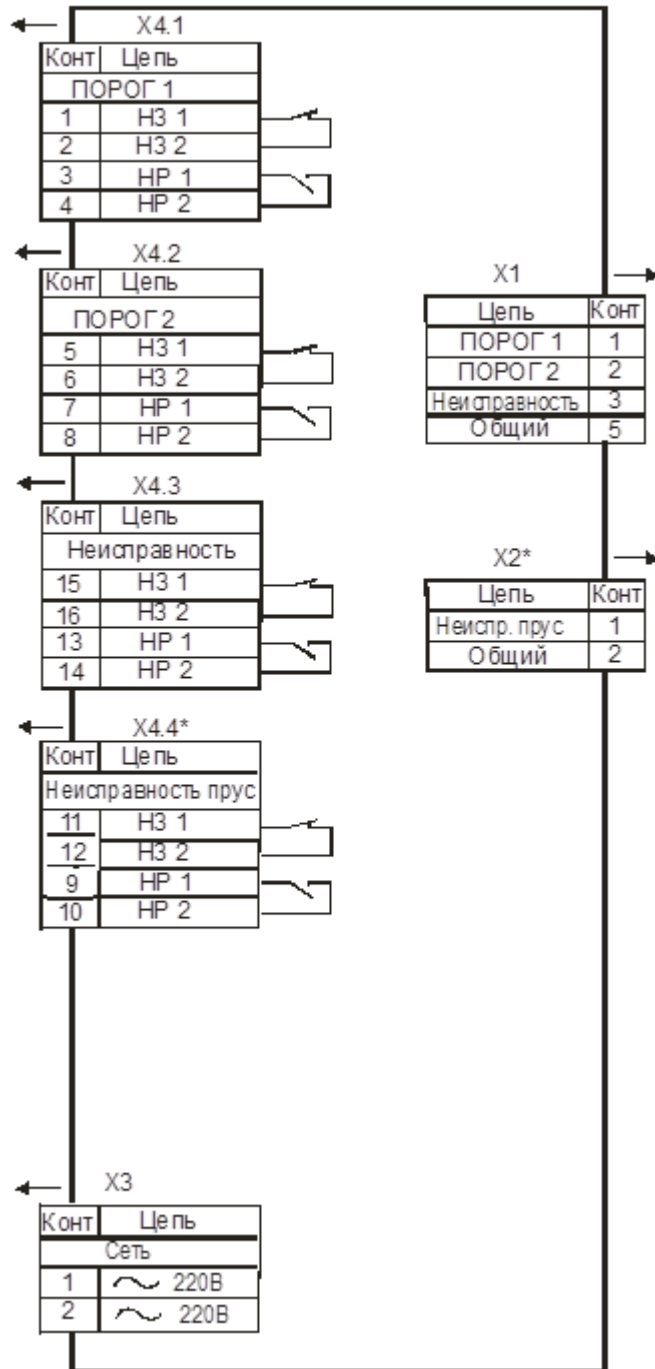 X4.1
Конт Цепь
ПОРОГ 1
1 НЗ 1
2 НЗ 2
3 НР 1
4 НР 2
X4.2
Конт Цепь
ПОРОГ 2
5 НЗ 1
6 НЗ 2
7 НР 1
8 НР 2
X4.3
Конт Цепь
Неисправность
15 НЗ 1
16 НЗ 2
13 НР 1
14 НР 2
X4.4*
Конт Цепь
Неисправность прус
11 НЗ 1
12 НЗ 2
9 НР 1
10 НР 2
X3
Конт Цепь
Сеть
1 ~ 220В
2 ~ 220В
X1
Цепь Конт
ПОРОГ 1 1
ПОРОГ 2 2
Неисправность 3
Общий 5
X2*
Цепь Конт
Неиспр. прус 1
Общий 2